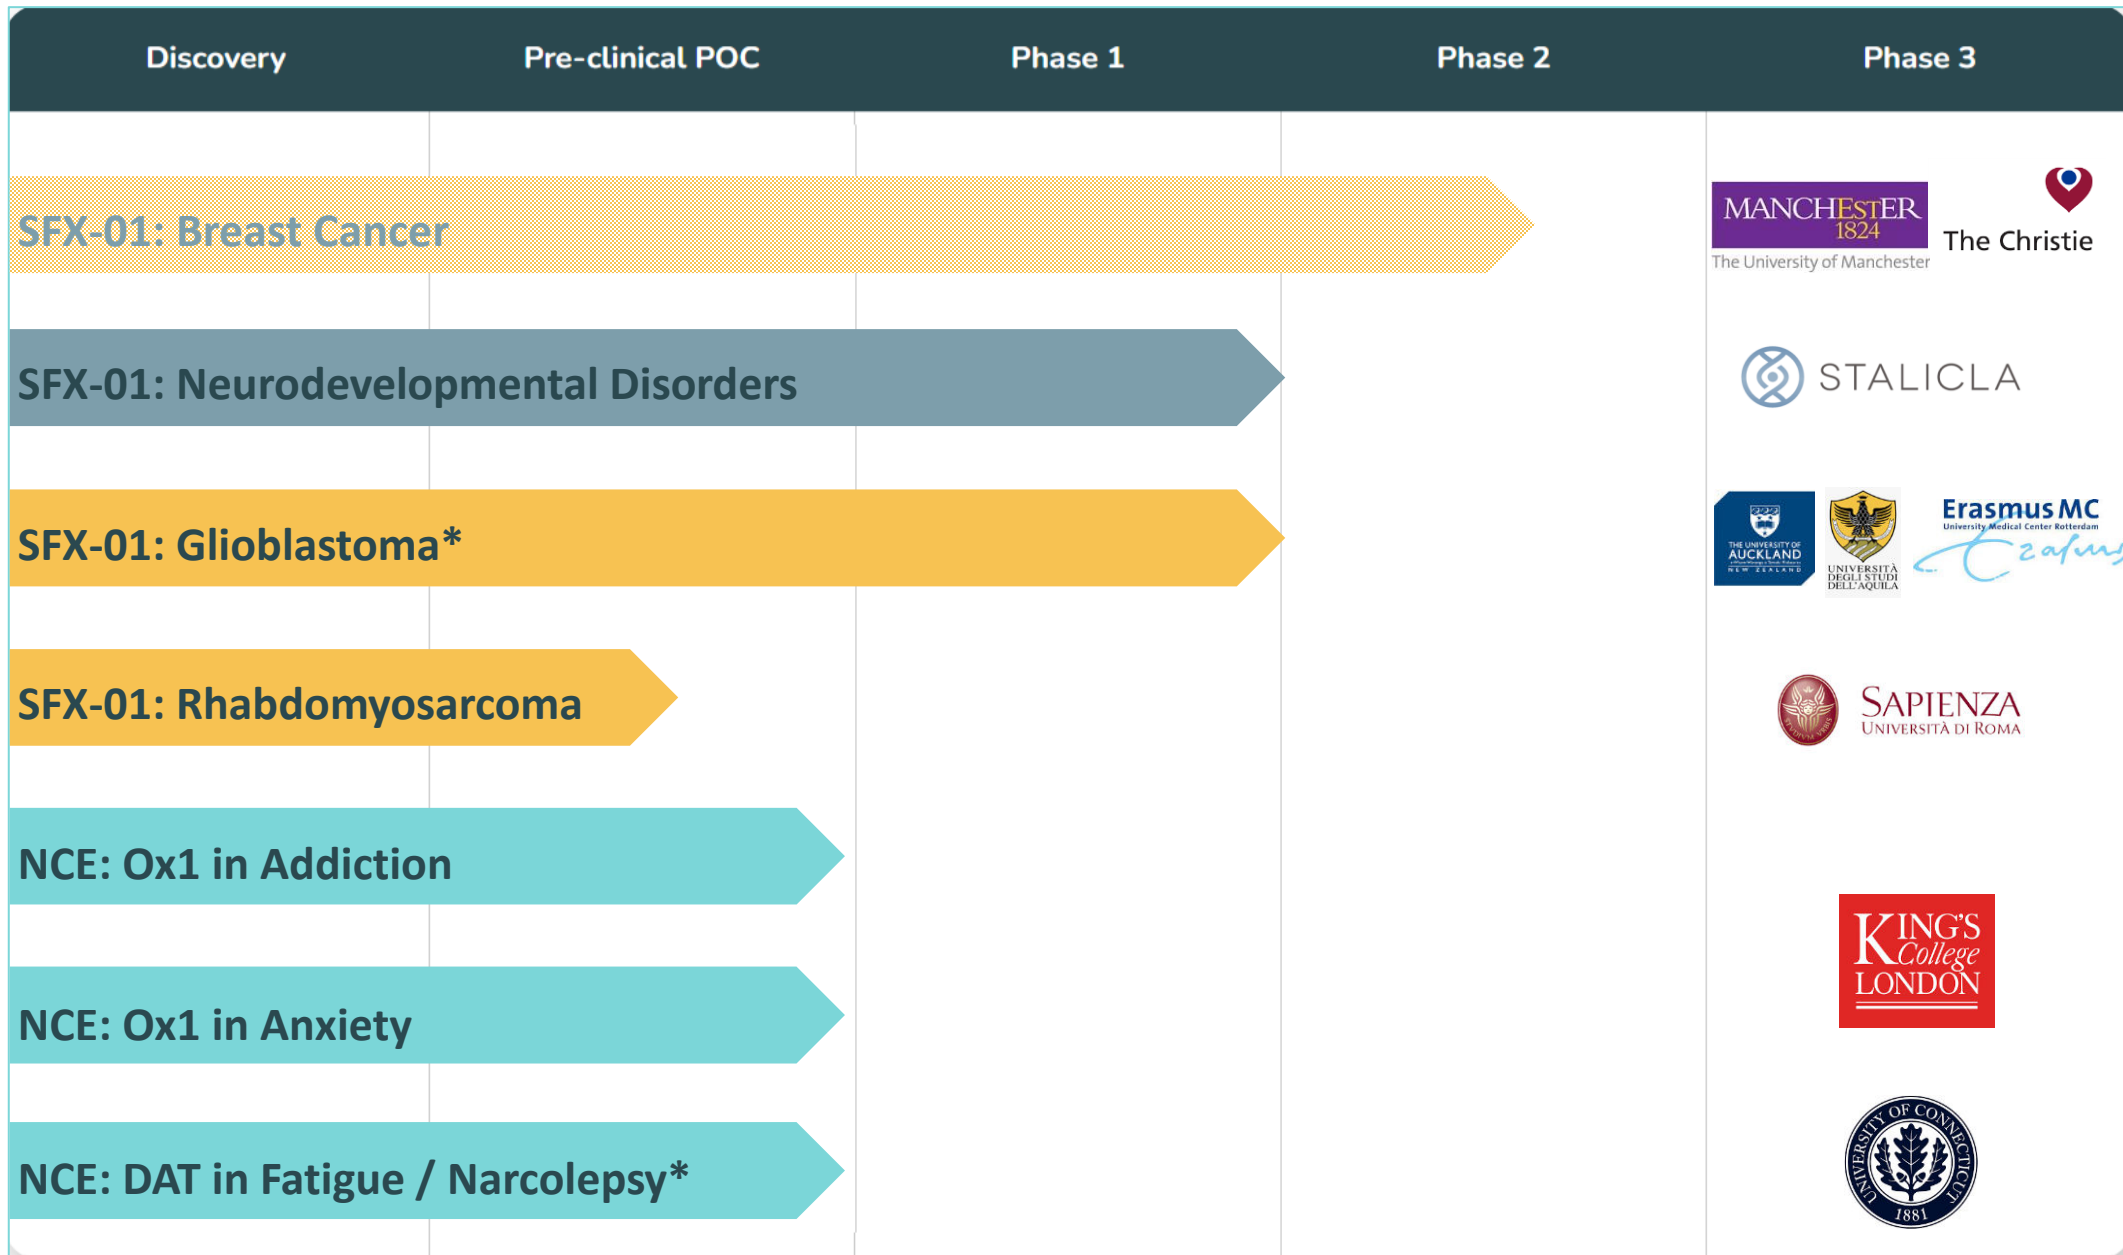 Discovery
Pre-clinical POC
Phase 1
Phase 2
Phase 3
SFX-01: Breast Cancer
MANCHESTER
1824
The University of Manchester
The Christie
SFX-01: Neurodevelopmental Disorders
STALICLA
SFX-01: Glioblastoma*
THE UNIVERSITY OF
AUCKLAND
NEW ZEALAND
UNIVERSITÀ
DEGLI STUDI
DELL'AQUILA
Erasmus MC
University Medical Center Rotterdam
Erasmus
SFX-01: Rhabdomyosarcoma
SAPIENZA
UNIVERSITÀ DI ROMA
NCE: Ox1 in Addiction
KING'S
College
LONDON
NCE: Ox1 in Anxiety
NCE: DAT in Fatigue / Narcolepsy*
UNIVERSITY OF CONNECTICUT
1881